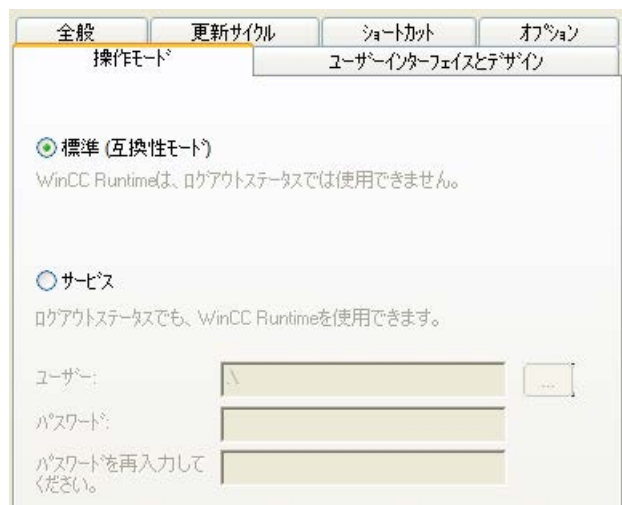 全般
更新サイクル
ショートカット
オプション
操作モード
ユーザーインターフェイスとデザイン
標準 (互換性モード)
WinCC Runtimeは、ログアウトステータスでは使用できません。
サービス
ログアウトステータスでも、WinCC Runtimeを使用できます。
ユーザー:
.\
...
パスワード:
パスワードを再入力して
ください。